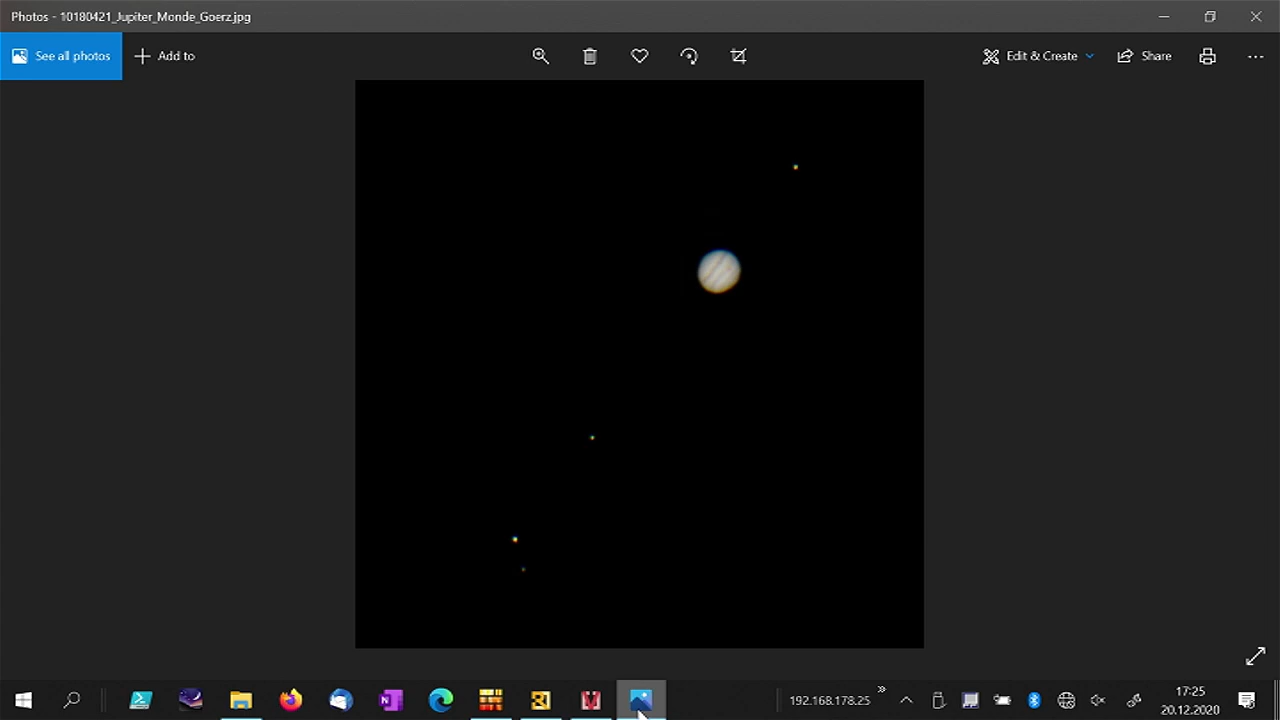 Photos - 10180421_Jupiter_Monde_Goerz.jpg
See all photos
Add to
Edit & Create
Share
192.168.178.25
17:25
20.12.2020